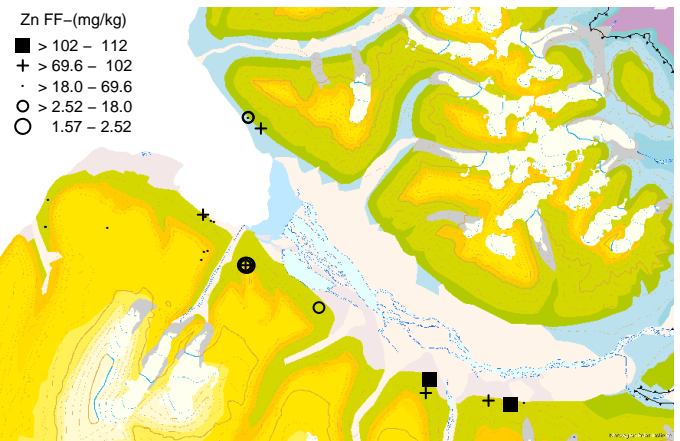 Zn FF−(mg/kg)
> 102 − 112
> 69.6 − 102
> 18.0 − 69.6
> 2.52 − 18.0
1.57 − 2.52